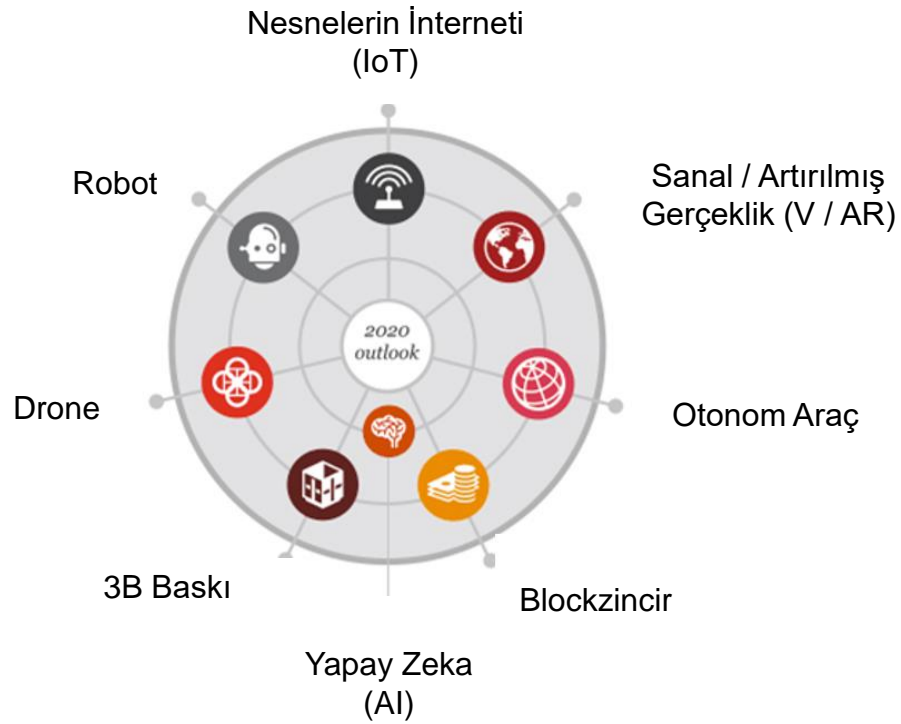 Nesnelerin İnterneti
(IoT)
Robot
Sanal / Artırılmış
Gerçeklik (V / AR)
2020
outlook
Drone
Otonom Araç
3B Baskı
Blockzincir
Yapay Zeka
(AI)